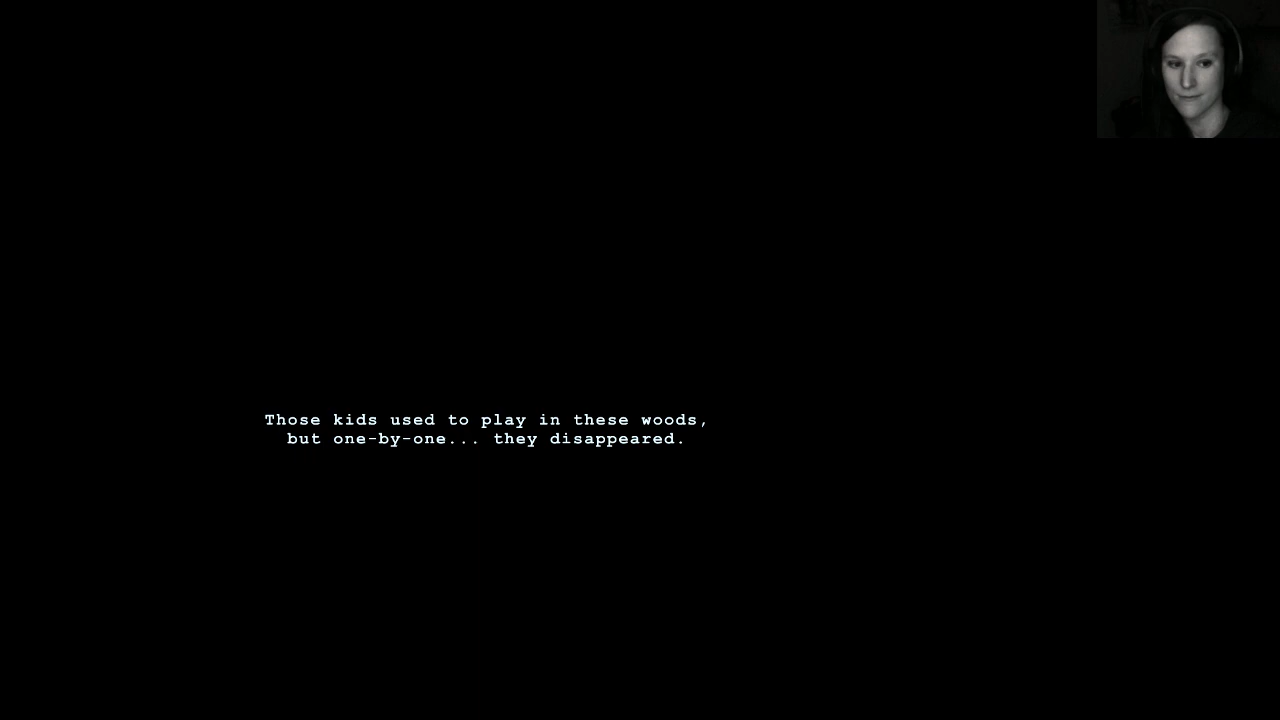 Those kids used to play in these woods,
but one-by-one... they disappeared.